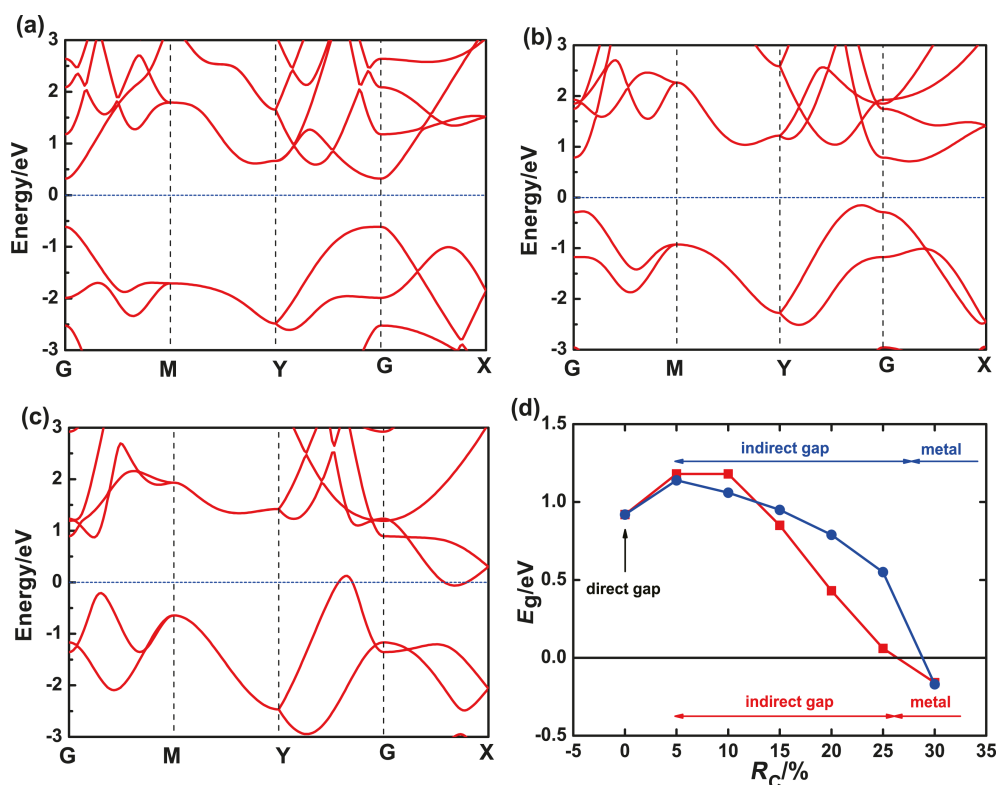 (a)
3
2
1
0
-1
-2
-3
Energy/eV
G M Y G X
(b)
3
2
1
0
-1
-2
-3
Energy/eV
G M Y G X
(c)
3
2
1
0
-1
-2
-3
Energy/eV
G M Y G X
(d)
1.5
1.0
0.5
0.0
-0.5
Eg/eV
indirect gap metal
direct gap
indirect gap metal
-5 0 5 10 15 20 25 30 35
RC/%